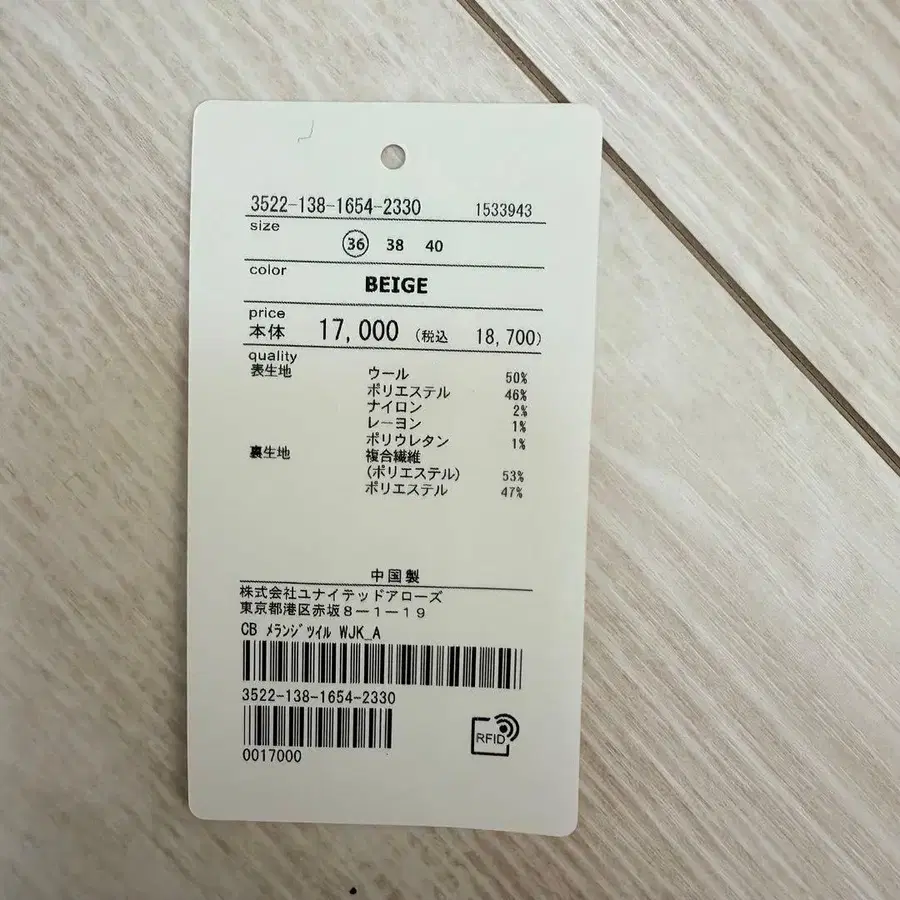 3522-138-1654-2330 1533943
size
36 38 40
color
BEIGE
price
本体 17,000 (税込 18,700)
quality
表生地 ウール 50%
ポリエステル 46%
ナイロン 2%
レーヨン 1%
ポリウレタン 1%
裏生地 複合繊維
(ポリエステル) 53%
ポリエステル 47%
中国製
株式会社ユナイテッドアローズ
東京都港区赤坂8－1－19
CB ﾒﾗﾝｼﾞﾂｲﾙ WJK_A
3522-138-1654-2330
0017000
RFID